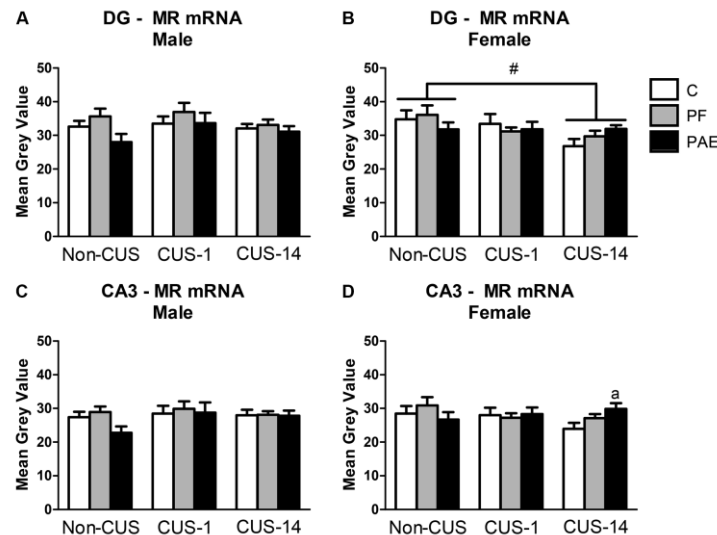 A
DG - MR mRNA
Male
Mean Grey Value
50
40
30
20
10
0
Non-CUS CUS-1 CUS-14
B
DG - MR mRNA
Female
#
Mean Grey Value
50
40
30
20
10
0
Non-CUS CUS-1 CUS-14
C
PF
PAE
C
CA3 - MR mRNA
Male
Mean Grey Value
50
40
30
20
10
0
Non-CUS CUS-1 CUS-14
D
CA3 - MR mRNA
Female
a
Mean Grey Value
50
40
30
20
10
0
Non-CUS CUS-1 CUS-14